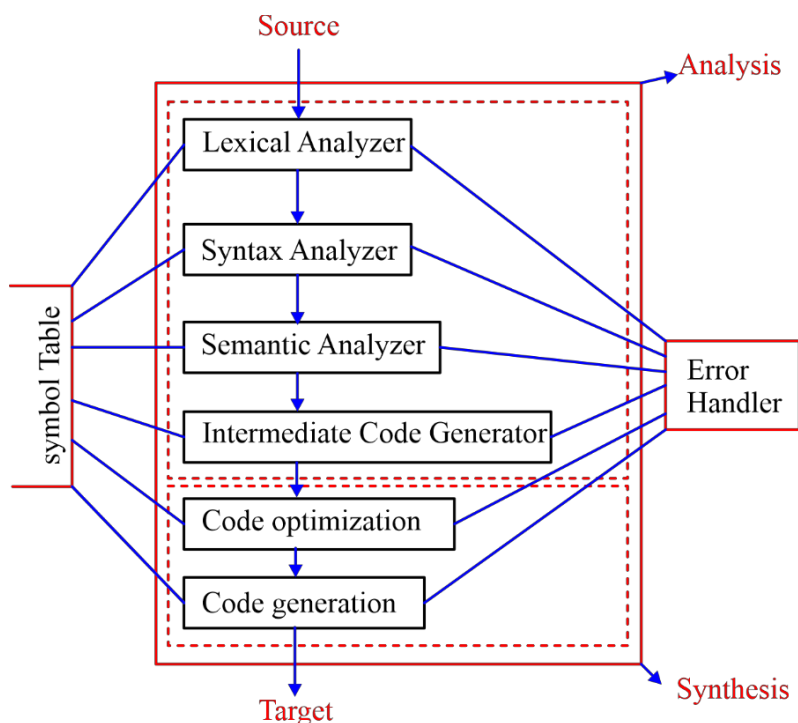 Source
Analysis
Lexical Analyzer
Syntax Analyzer
Semantic Analyzer
symbol Table
Error
Handler
Intermediate Code Generator
Code optimization
Code generation
Synthesis
Target